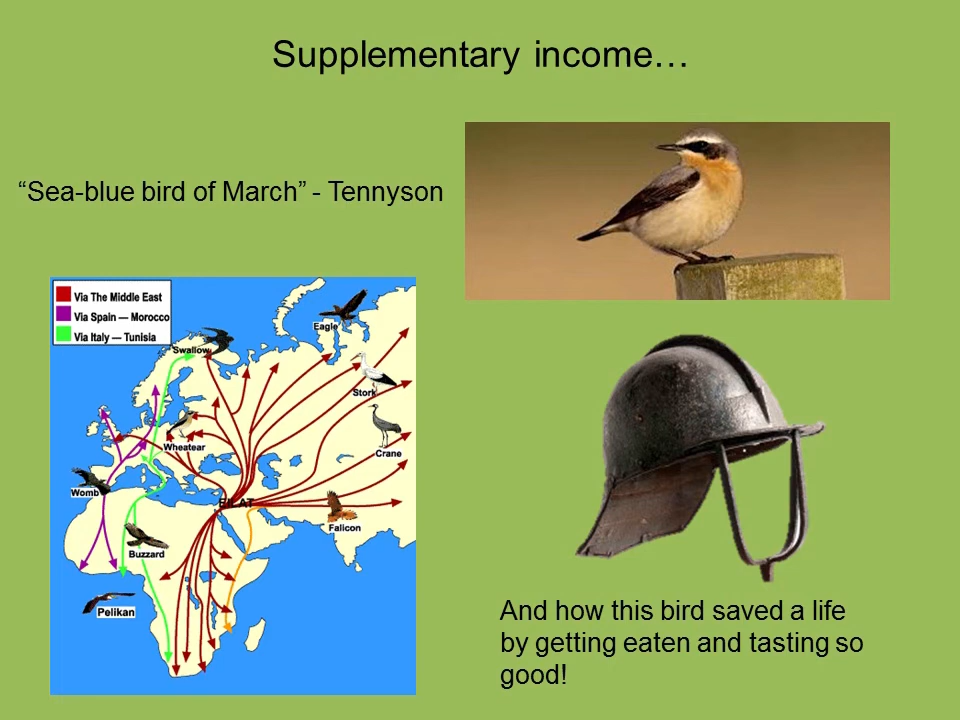 Supplementary income…
“Sea-blue bird of March” - Tennyson
Via The Middle East
Via Spain — Morocco
Via Italy — Tunisia
Eagle
Swallow
Stork
Wheatear
Crane
Womb
EILAT
Falicon
Buzzard
Pelikan
And how this bird saved a life
by getting eaten and tasting so
good!